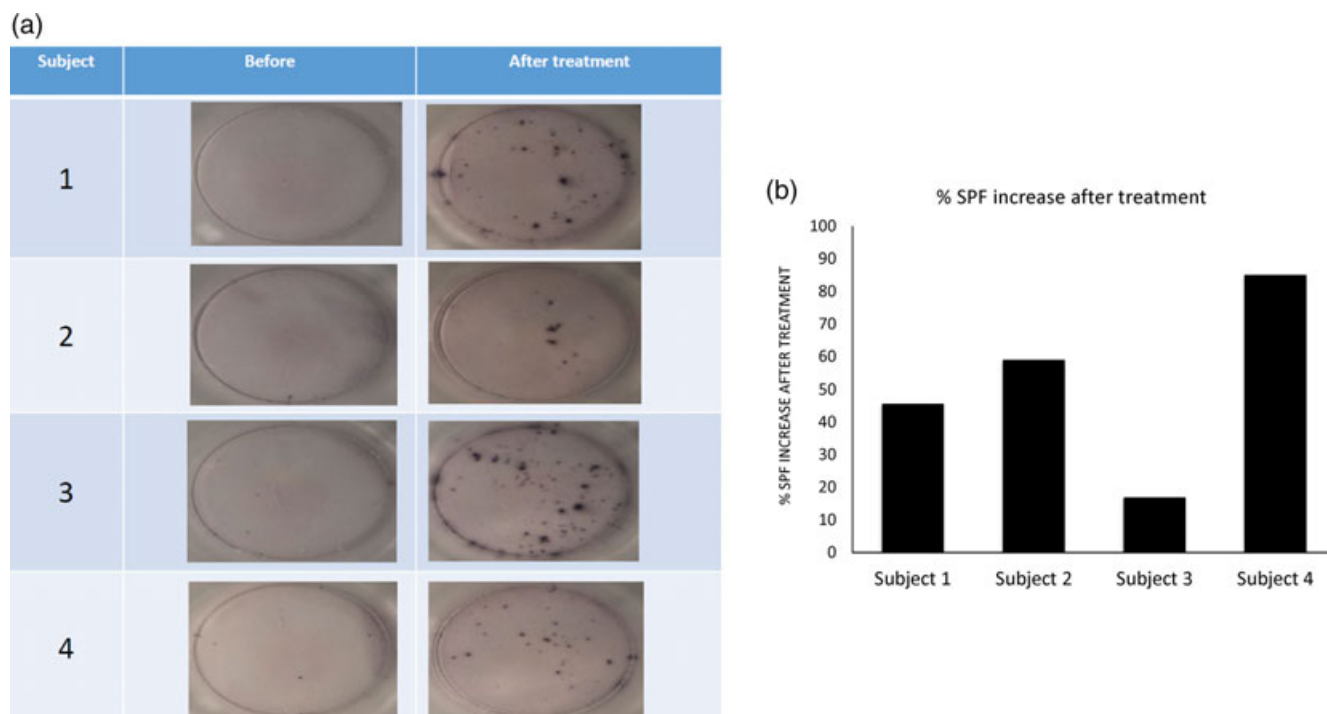 (a)
Subject Before After treatment
1
2
3
4
(b)
% SPF increase after treatment
% SPF INCREASE AFTER TREATMENT
100
90
80
70
60
50
40
30
20
10
0
Subject 1 Subject 2 Subject 3 Subject 4